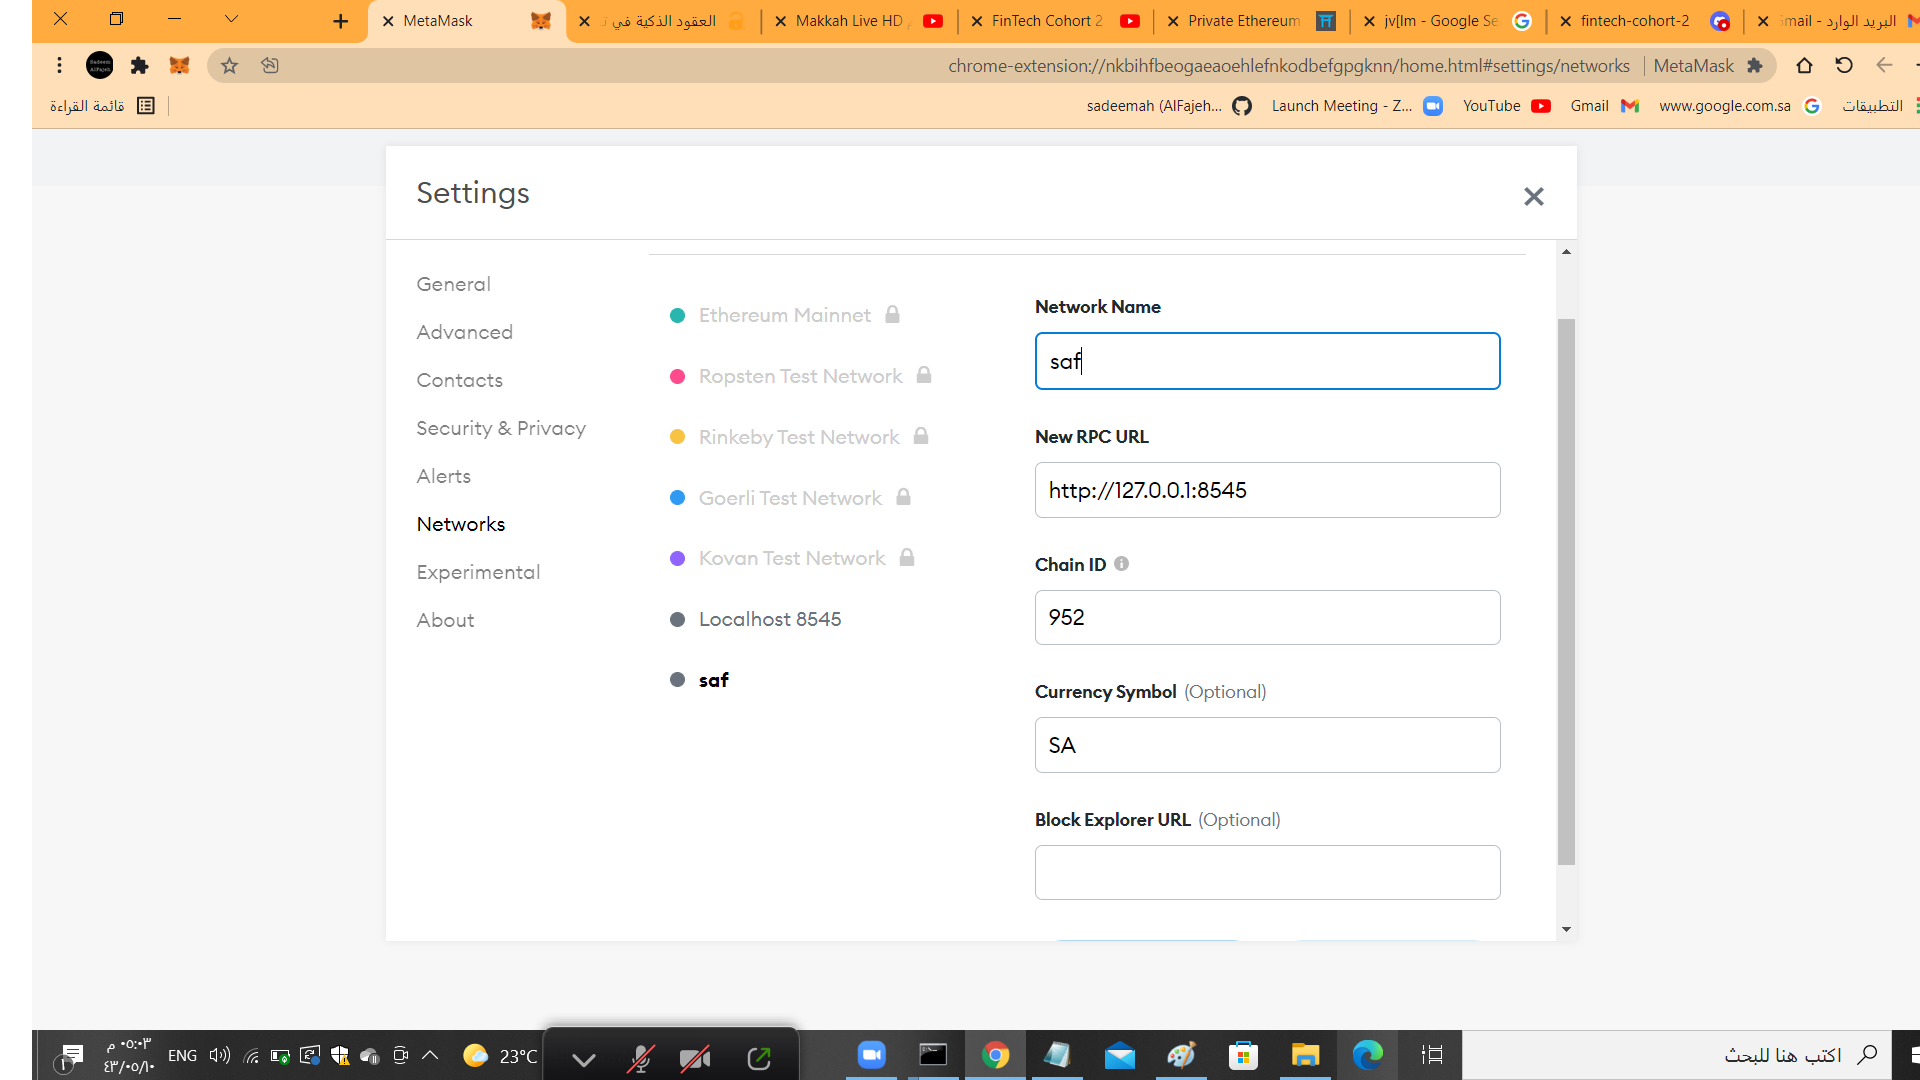 MetaMask
العقود الذكية في
Makkah Live HD
FinTech Cohort 2
Private Ethereum
jv[lm - Google Se
fintech-cohort-2
البريد الوارد - Gmail
chrome-extension://nkbihfbeogaeaoehlefnkodbefgpgknn/home.html#settings/networks
MetaMask
قائمة القراءة
sadeemah (AlFajeh...
Launch Meeting - Z...
YouTube
Gmail
www.google.com.sa
التطبيقات
Settings
General
Advanced
Contacts
Security & Privacy
Alerts
Networks
Experimental
About
Ethereum Mainnet
Ropsten Test Network
Rinkeby Test Network
Goerli Test Network
Kovan Test Network
Localhost 8545
saf
Network Name
saf
New RPC URL
http://127.0.0.1:8545
Chain ID
952
Currency Symbol (Optional)
SA
Block Explorer URL (Optional)
٠٥:٠٣ م
٤٣/٠٥/١٠
ENG
23°C
اكتب هنا للبحث